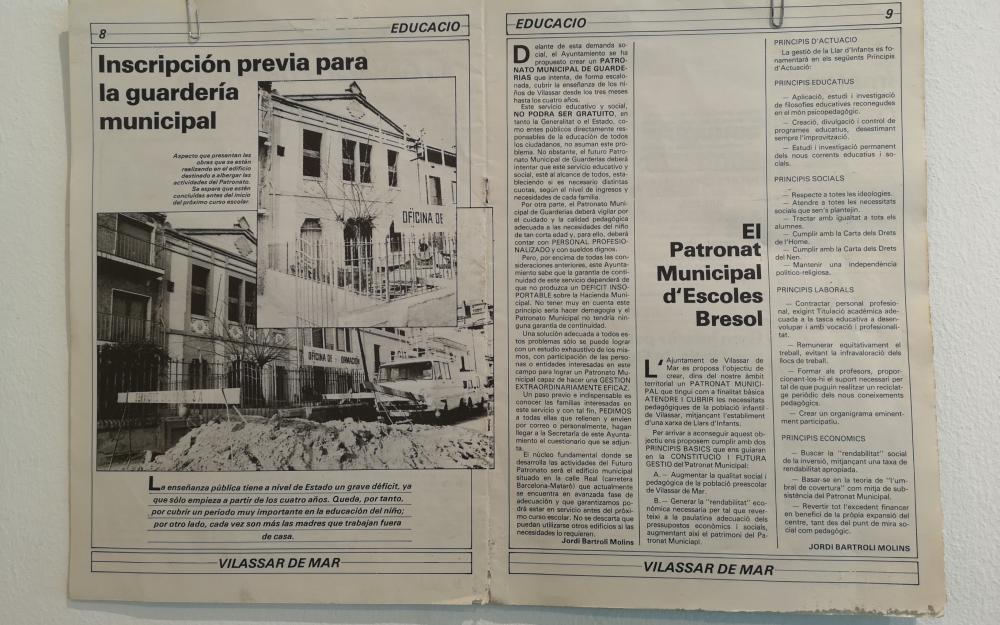 8
EDUCACIO
Inscripción previa para
la guardería
municipal
Aspecto que presentan las
obras que se están
realizando en el edificio
destinado a albergar las
actividades del Patronato.
Se espera que estén
concluidas antes del inicio
del próximo curso escolar.
OFICINA DE
OFICINA DE
La enseñanza pública tiene a nivel de Estado un grave déficit, ya
que sólo empieza a partir de los cuatro años. Queda, por tanto,
por cubrir un periodo muy importante en la educación del niño;
por otro lado, cada vez son más las madres que trabajan fuera
de casa.
VILASSAR DE MAR
EDUCACIO
9
Delante de esta demanda so-
cial, el Ayuntamiento se ha
propuesto crear un PATRO-
NATO MUNICIPAL DE GUARDE-
RIAS que intenta, de forma escalo-
nada, cubrir la enseñanza de los ni-
ños de Vilassar desde los tres meses
hasta los cuatro años.
Este servicio educativo y social,
NO PODRA SER GRATUITO, en
tanto la Generalitat o el Estado, co-
mo entes públicos directamente res-
ponsables de la educación de todos
los ciudadanos, no asuman este pro-
blema. No obstante, el futuro Patro-
nato Municipal de Guarderías deberá
intentar que este servicio educativo y
social, esté al alcance de todos, esta-
bleciendo si es necesario distintas
cuotas, según el nivel de ingresos y
necesidades de cada familia.
Por otra parte, el Patronato Muni-
cipal de Guarderías deberá vigilar por
el cuidado y la calidad pedagógica
adecuada a las necesidades del niño
de tan corta edad y, para ello, deberá
contar con PERSONAL PROFESIO-
NALIZADO y con sueldos dignos.
Pero, por encima de todas las con-
sideraciones anteriores, este Ayunta-
miento sabe que la garantía de conti-
nuidad de este servicio dependerá de
que no produzca un DEFICIT INSO-
PORTABLE sobre la Hacienda Muni-
cipal. No tener muy en cuenta este
principio sería hacer demagogia y el
Patronato Municipal no tendría nin-
guna garantía de continuidad.
Una solución adecuada a todos es-
tos problemas sólo se puede lograr
con un estudio exhaustivo de los mis-
mos, con participación de las perso-
nas o entidades interesadas en este
campo para lograr un Patronato Mu-
nicipal capaz de hacer una GESTION
EXTRAORDINARIAMENTE EFICAZ.
Un paso previo e indispensable es
conocer las familias interesadas en
este servicio y con tal fin, PEDIMOS
a todas ellas que rellenen y envien
por correo o personalmente, hagan
llegar a la Secretaría de este Ayunta-
miento el cuestionario que se adjun-
ta.
El núcleo fundamental donde se
desarrolla las actividades del Futuro
Patronato será el edificio municipal
situado en la calle Real (carretera
Barcelona-Mataró) que actualmente
se encuentra en avanzada fase de
adecuación y que garantizamos po-
drá estar en servicio antes del próxi-
mo curso escolar. No se descarta que
puedan utilizarse otros edificios si las
necesidades lo requieren.
Jordi Bartroli Molins
El
Patronat
Municipal
d'Escoles
Bresol
L'Ajuntament de Vilassar de
Mar es proposa l'objectiu de
crear, dins del nostre àmbit
territorial un PATRONAT MUNICI-
PAL, que tingui com a finalitat bàsica
ATENDRE I CUBRIR les necessitats
pedagògiques de la població infantil
de Vilassar, mitjançant l'establiment
d'una xarxa de Llars d'Infants.
Per arrivar a aconseguir aquest ob-
jectiu ens proposem cumplir amb dos
PRINCIPIS BASICS que ens guiaran
en la CONSTITUCIO I FUTURA
GESTIO del Patronat Municipal:
A.— Augmentar la qualitat social i
pedagògica de la població preescolar
de Vilassar de Mar.
B.— Generar la "rendabilitat" eco-
nòmica necessaria per tal que rever-
teixi a la paulatina adecuació dels
pressupostos econòmics i socials,
augmentant així el patrimoni del Pa-
tronat Municiapl.
PRINCIPIS D'ACTUACIO
La gestió de la Llar d'Infants es fo-
namentarà en els següents Principis
d'Actuació:
PRINCIPIS EDUCATIUS
— Aplicació, estudi i investigació
de filosofies educatives reconegudes
en el món psicopedagògic.
— Creació, divulgació i control de
programes educatius, desestimant
sempre l'improvització.
— Estudi i investigació permanent
dels nous corrents educatius i so-
cials.
PRINCIPIS SOCIALS
— Respecte a totes les ideologies.
— Atendre a totes les necessitats
socials que sen's plantejin.
— Tractar amb igualtat a tots els
alumnes.
— Cumplir amb la Carta dels Drets
de l'Home.
— Cumplir amb la Carta dels Drets
del Nen.
— Mantenir una independència
politico-religiosa.
PRINCIPIS LABORALS
— Contractar personal professio-
nal, exigint Titulació acadèmica ade-
cuada a la tasca educativa a desen-
volupar i amb vocació i professionali-
tat.
— Remunerar equitativament el
treball, evitant la infravaloració dels
llocs de treball.
— Formar als profesors, proporcio-
nant-los-hi el support necessari per
tal de que puguin realitzar un reciclat-
ge periòdic dels nous coneixements
pedagògics.
— Crear un organigrama eminent-
ment participatiu.
PRINCIPIS ECONOMICS
— Buscar la "rendabilitat" social
de la inversió, mitjançant una taxa de
rendabilitat apropiada.
— Basar-se en la teoria de "l'um-
bral de covertura" com mitja de sub-
sistència del Patronat Municipal.
— Revertir tot l'excedent financer
en benefici de la pròpia expansió del
centre, tant des del punt de mira so-
cial com pedagògic.
JORDI BARTROLI MOLINS
VILASSAR DE MAR